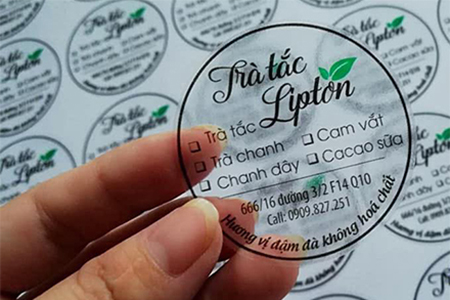 Trà tắc
Lipton
☐ Trà tắc ☐ Cam vắt
☐ Trà chanh ☐ Cacao sữa
☐ Chanh dây
666/16 đường 3/2 F14 Q10
Call: 0909.827.251
Hương vị đậm đà không hoá chất